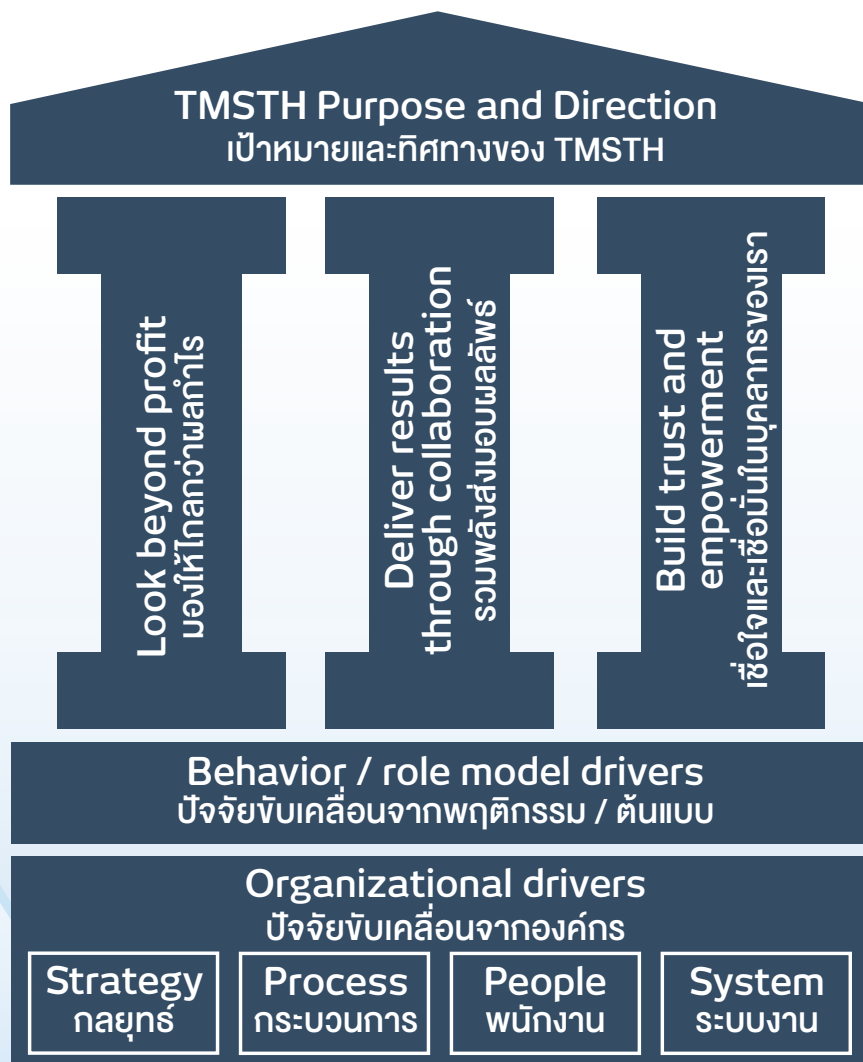 TMSTH Purpose and Direction
เป้าหมายและทิศทางของ TMSTH
Look beyond profit
มองให้ไกลกว่าผลกำไร
Deliver results
through collaboration
รวมพลังส่งมอบผลลัพธ์
Build trust and
empowerment
เชื่อใจและเชื่อมั่นในบุคลากรของเรา
Behavior / role model drivers
ปัจจัยขับเคลื่อนจากพฤติกรรม / ต้นแบบ
Organizational drivers
ปัจจัยขับเคลื่อนจากองค์กร
Strategy
กลยุทธ์
Process
กระบวนการ
People
พนักงาน
System
ระบบงาน